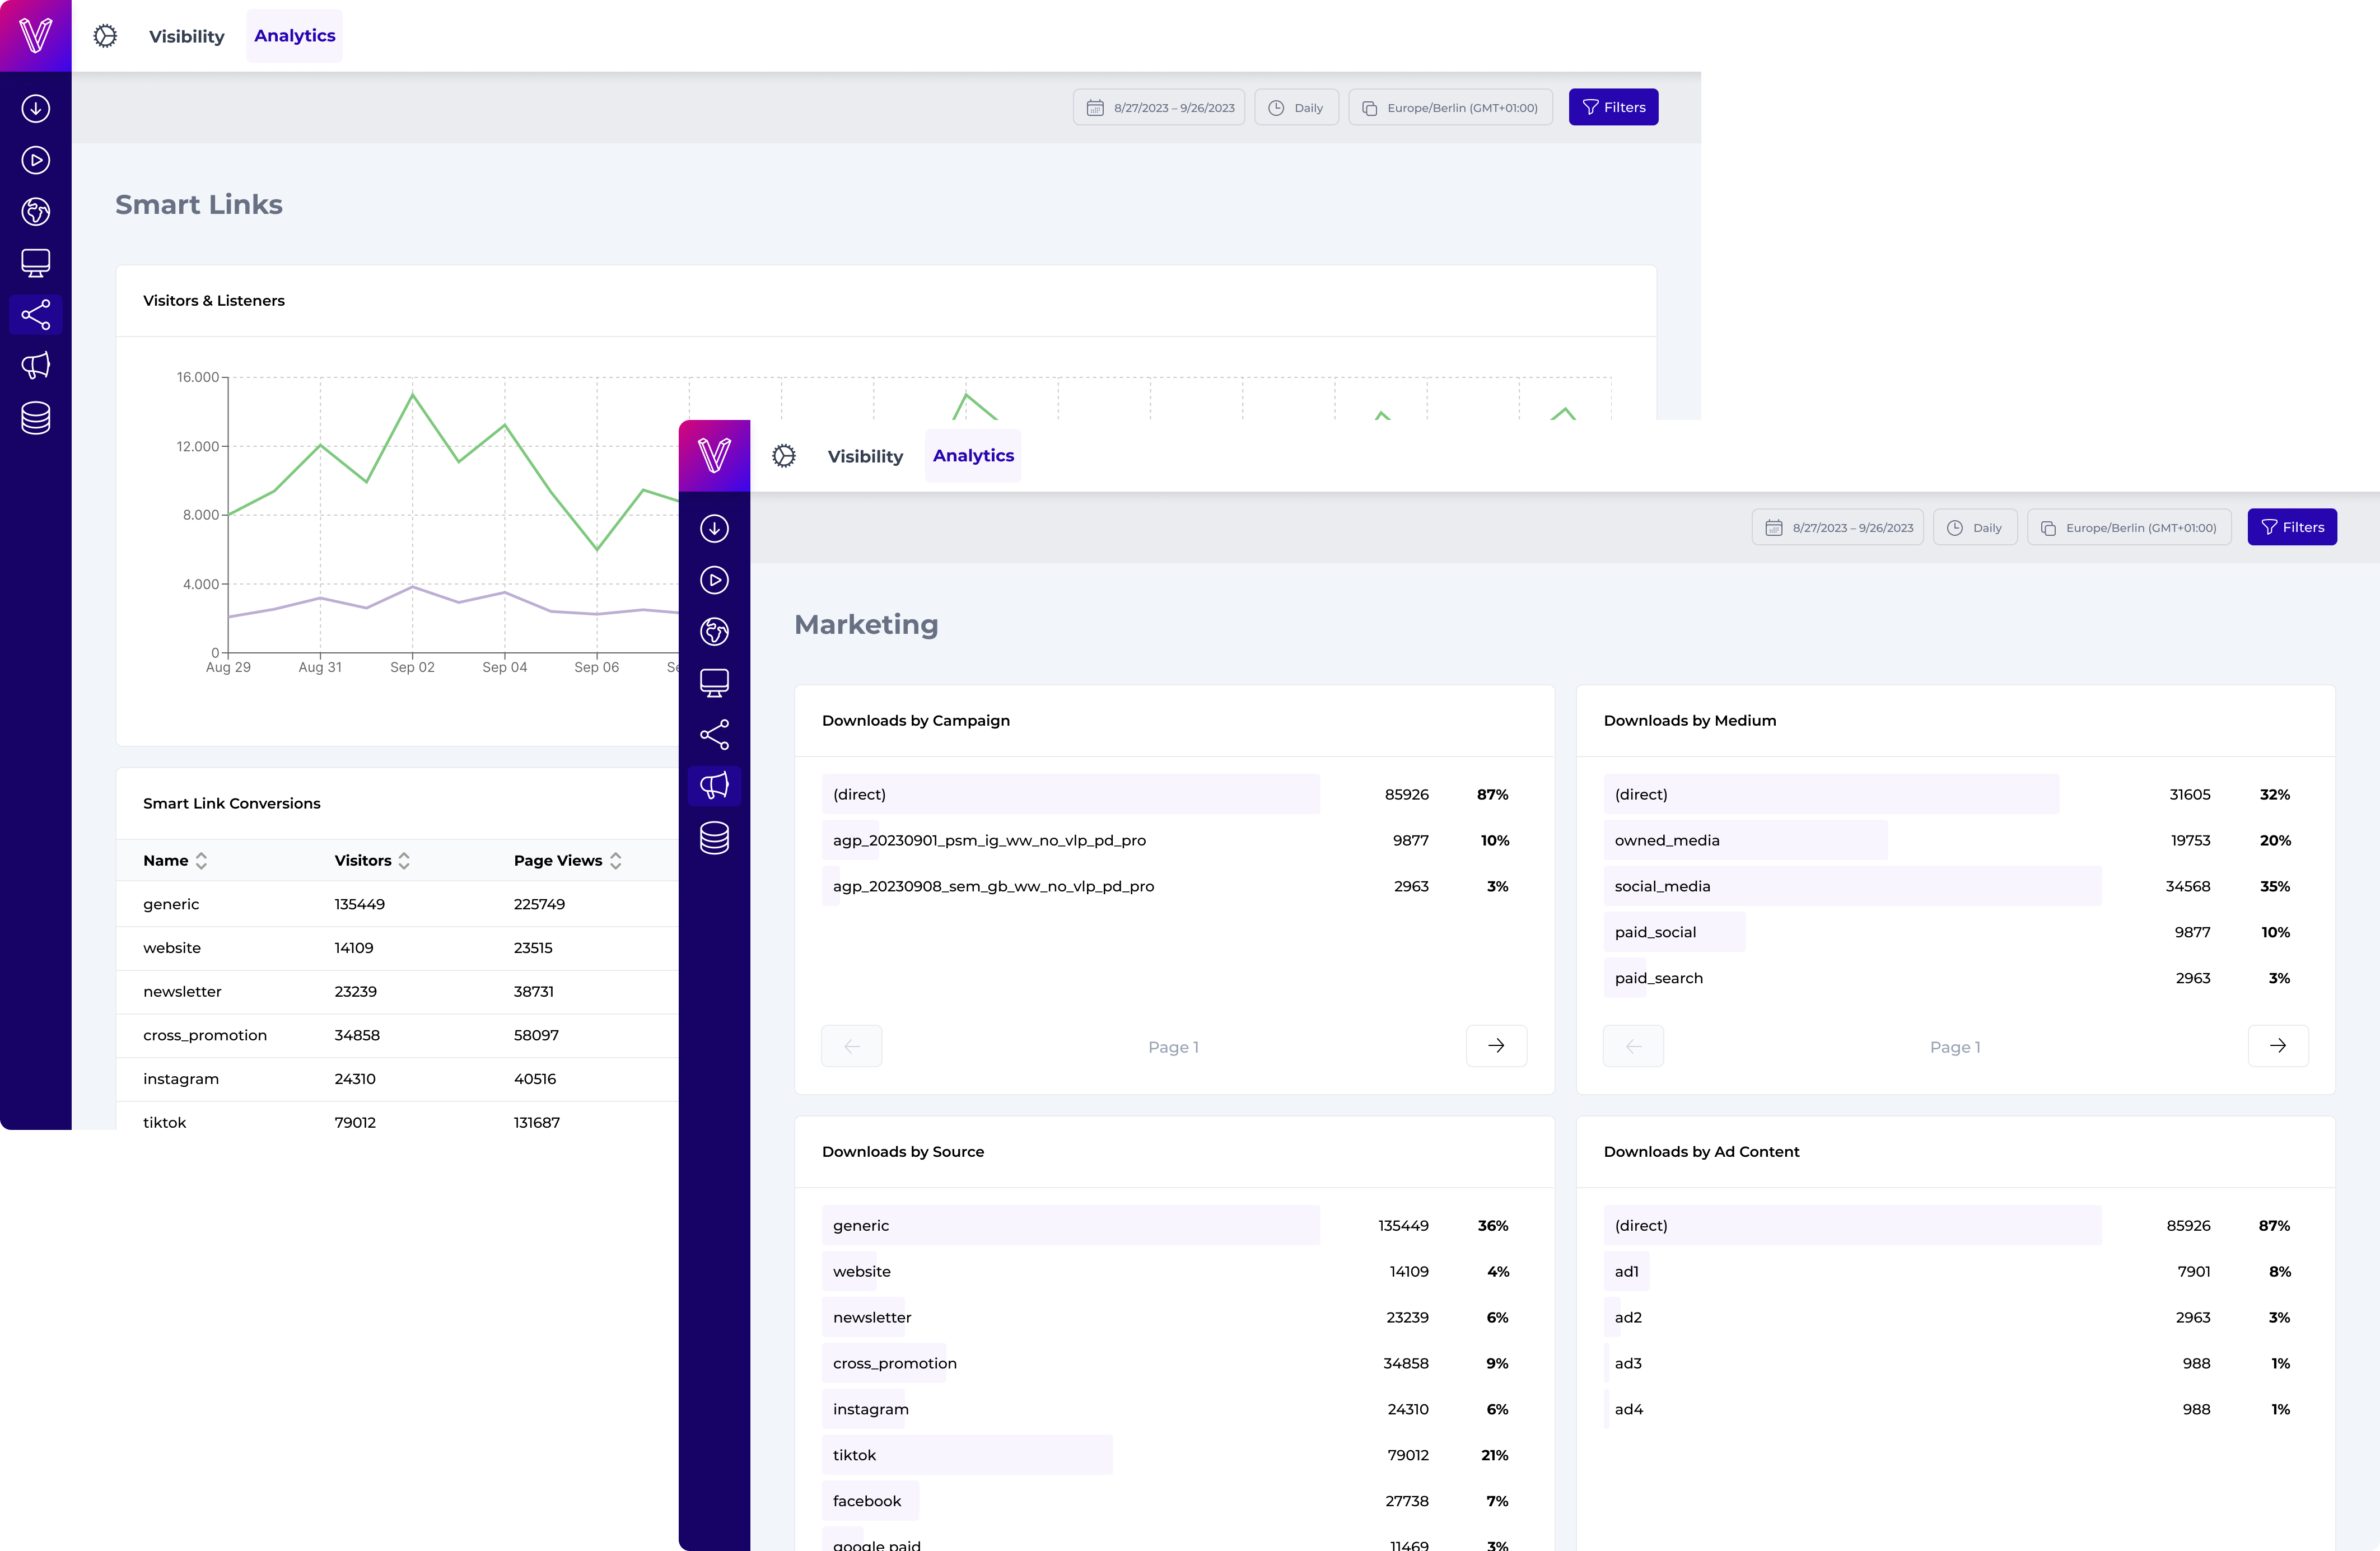 Visibility Analytics
8/27/2023 – 9/26/2023 Daily Europe/Berlin (GMT+01:00) Filters
Smart Links
Visitors & Listeners
16.000
12.000
8.000
4.000
0
Aug 29 Aug 31 Sep 02 Sep 04 Sep 06
Smart Link Conversions
Name Visitors Page Views
generic 135449 225749
website 14109 23515
newsletter 23239 38731
cross_promotion 34858 58097
instagram 24310 40516
tiktok 79012 131687
Visibility Analytics
8/27/2023 – 9/26/2023 Daily Europe/Berlin (GMT+01:00) Filters
Marketing
Downloads by Campaign
(direct) 85926 87%
agp_20230901_psm_ig_ww_no_vlp_pd_pro 9877 10%
agp_20230908_sem_gb_ww_no_vlp_pd_pro 2963 3%
Page 1
Downloads by Medium
(direct) 31605 32%
owned_media 19753 20%
social_media 34568 35%
paid_social 9877 10%
paid_search 2963 3%
Page 1
Downloads by Source
generic 135449 36%
website 14109 4%
newsletter 23239 6%
cross_promotion 34858 9%
instagram 24310 6%
tiktok 79012 21%
facebook 27738 7%
google paid 11469 3%
Downloads by Ad Content
(direct) 85926 87%
ad1 7901 8%
ad2 2963 3%
ad3 988 1%
ad4 988 1%